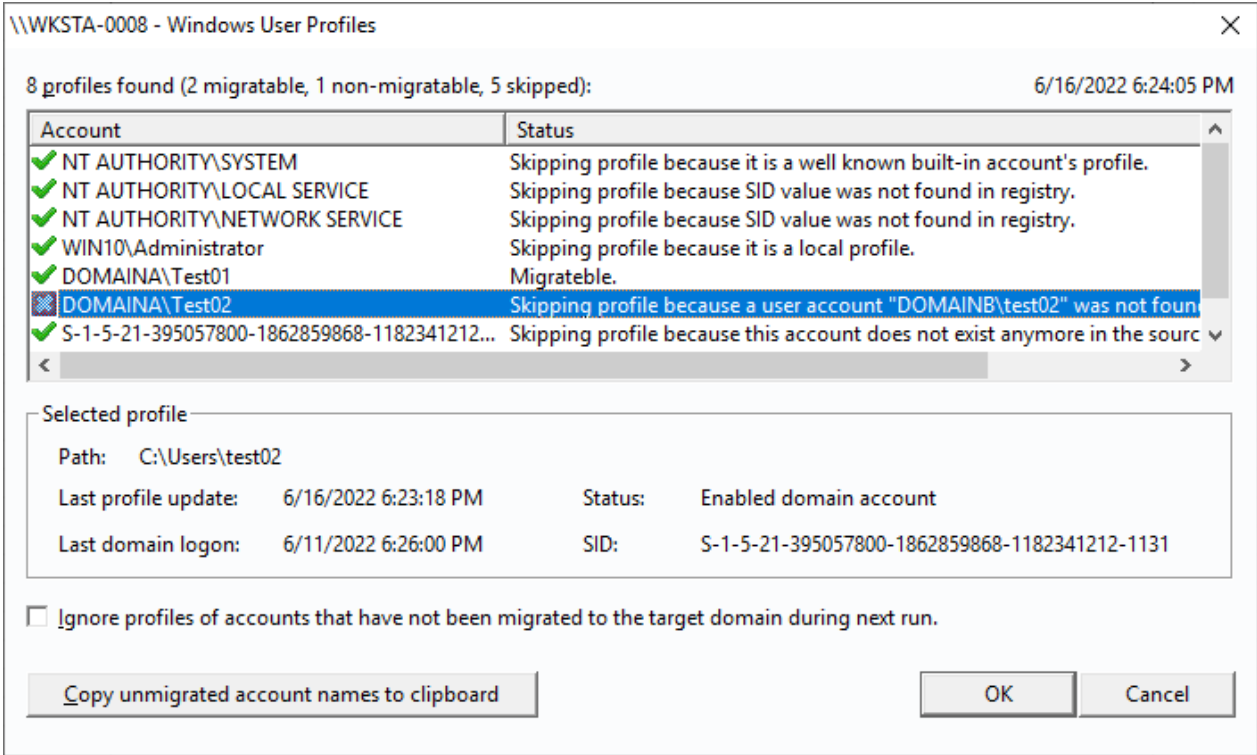 \\WKSTA-0008 - Windows User Profiles
8 profiles found (2 migratable, 1 non-migratable, 5 skipped): 6/16/2022 6:24:05 PM
Account Status
NT AUTHORITY\SYSTEM Skipping profile because it is a well known built-in account's profile.
NT AUTHORITY\LOCAL SERVICE Skipping profile because SID value was not found in registry.
NT AUTHORITY\NETWORK SERVICE Skipping profile because SID value was not found in registry.
WIN10\Administrator Skipping profile because it is a local profile.
DOMAINA\Test01 Migrateble.
DOMAINA\Test02 Skipping profile because a user account "DOMAINB\test02" was not foun
S-1-5-21-395057800-1862859868-1182341212... Skipping profile because this account does not exist anymore in the sourc
Selected profile
Path: C:\Users\test02
Last profile update: 6/16/2022 6:23:18 PM Status: Enabled domain account
Last domain logon: 6/11/2022 6:26:00 PM SID: S-1-5-21-395057800-1862859868-1182341212-1131
Ignore profiles of accounts that have not been migrated to the target domain during next run.
Copy unmigrated account names to clipboard OK Cancel